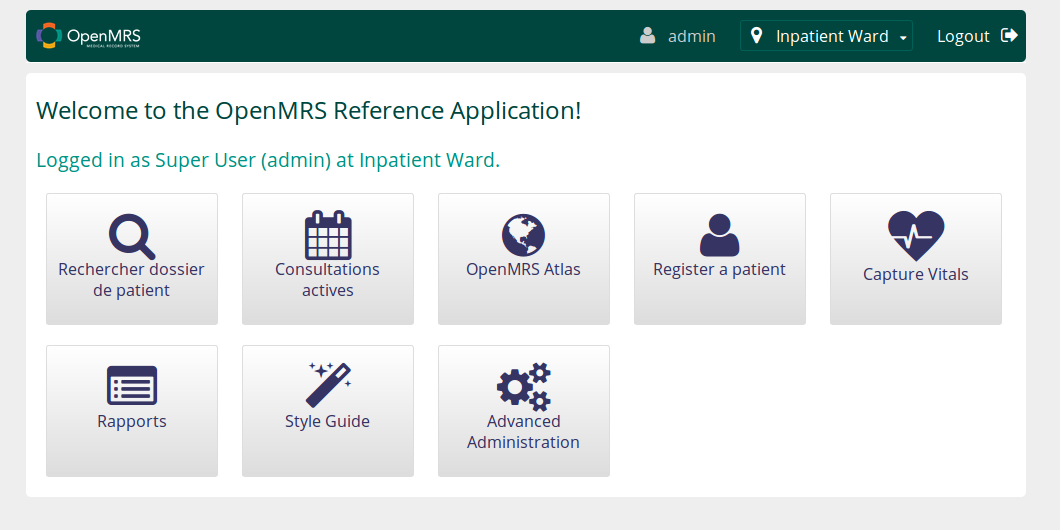 OpenMRS
MEDICAL RECORD SYSTEM
admin
Inpatient Ward
Logout
Welcome to the OpenMRS Reference Application!
Logged in as Super User (admin) at Inpatient Ward.
Rechercher dossier
de patient
Consultations
actives
OpenMRS Atlas
Register a patient
Capture Vitals
Rapports
Style Guide
Advanced
Administration